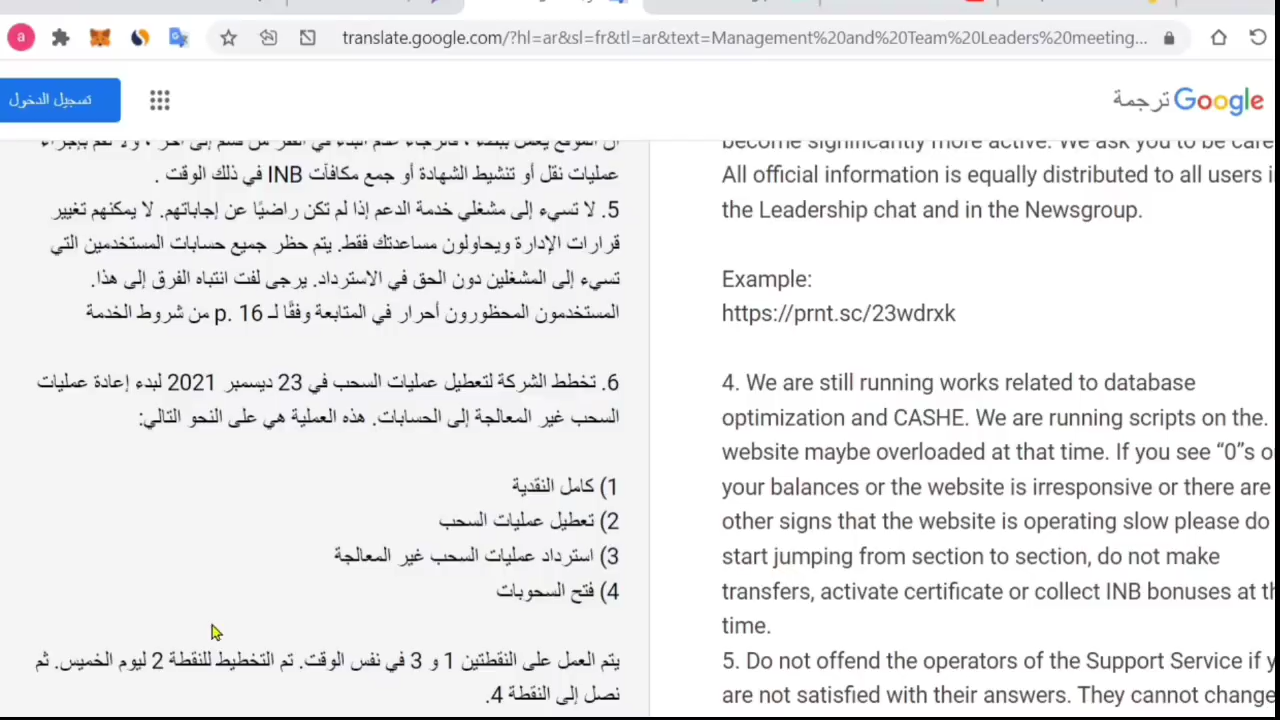 translate.google.com/?hl=ar&sl=fr&tl=ar&text=Management%20and%20Team%20Leaders%20meeting...
a
Google ترجمة
تسجيل الدخول
become significantly more active. We ask you to be care
All official information is equally distributed to all users i
the Leadership chat and in the Newsgroup.
Example:
https://prnt.sc/23wdrxk
4. We are still running works related to database
optimization and CASHE. We are running scripts on the.
website maybe overloaded at that time. If you see “0”s o
your balances or the website is irresponsive or there are
other signs that the website is operating slow please do
start jumping from section to section, do not make
transfers, activate certificate or collect INB bonuses at th
time.
5. Do not offend the operators of the Support Service if y
are not satisfied with their answers. They cannot change
عمليات نقل أو تنشيط الشهادة أو جمع مكافآت INB في ذلك الوقت .
5. لا تسيء إلى مشغلي خدمة الدعم إذا لم تكن راضيًا عن إجاباتهم. لا يمكنهم تغيير
قرارات الإدارة ويحاولون مساعدتك فقط. يتم حظر جميع حسابات المستخدمين التي
تسيء إلى المشغلين دون الحق في الاسترداد. يرجى لفت انتباه الفرق إلى هذا.
المستخدمون المحظورون أحرار في المتابعة وفقًا لـ p. 16 من شروط الخدمة
6. تخطط الشركة لتعطيل عمليات السحب في 23 ديسمبر 2021 لبدء إعادة عمليات
السحب غير المعالجة إلى الحسابات. هذه العملية هي على النحو التالي:
1) كامل النقدية
2) تعطيل عمليات السحب
3) استرداد عمليات السحب غير المعالجة
4) فتح السحوبات
يتم العمل على النقطتين 1 و 3 في نفس الوقت. تم التخطيط للنقطة 2 ليوم الخميس. ثم
نصل إلى النقطة 4.